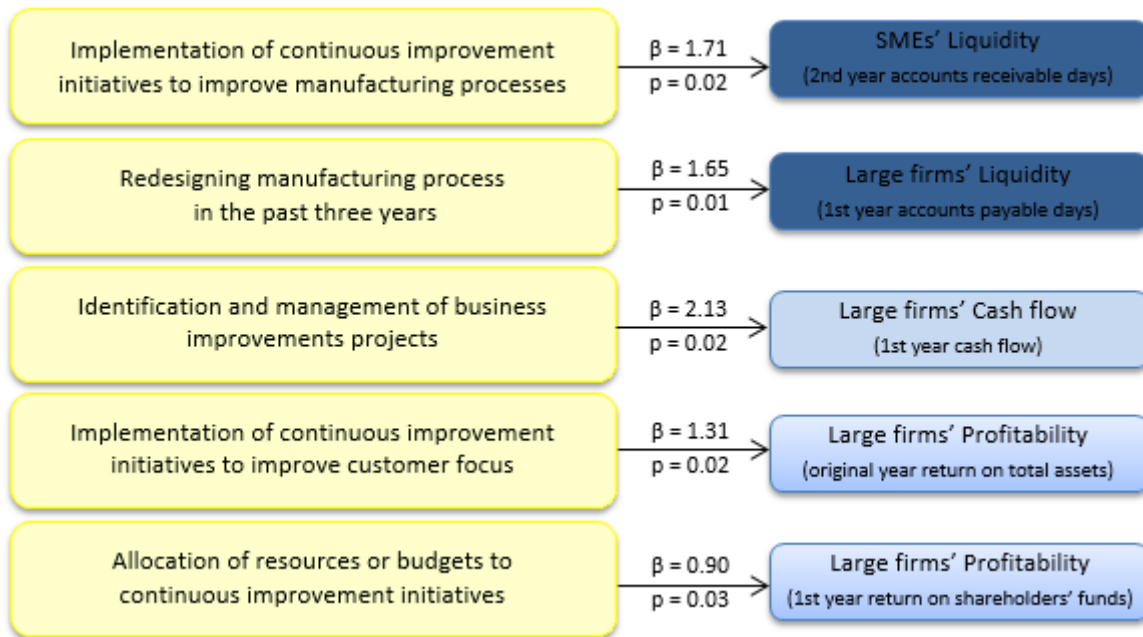 Implementation of continuous improvement
initiatives to improve manufacturing processes
β = 1.71
p = 0.02
SMEs' Liquidity
(2nd year accounts receivable days)
Redesigning manufacturing process
in the past three years
β = 1.65
p = 0.01
Large firms' Liquidity
(1st year accounts payable days)
Identification and management of business
improvements projects
β = 2.13
p = 0.02
Large firms' Cash flow
(1st year cash flow)
Implementation of continuous improvement
initiatives to improve customer focus
β = 1.31
p = 0.02
Large firms' Profitability
(original year return on total assets)
Allocation of resources or budgets to
continuous improvement initiatives
β = 0.90
p = 0.03
Large firms' Profitability
(1st year return on shareholders' funds)